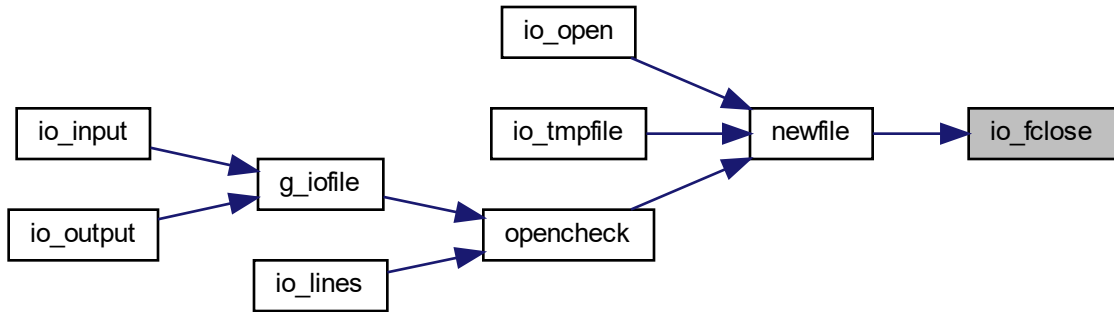 io_open
io_input
io_tmpfile
newfile
io_fclose
g_iofile
io_output
opencheck
io_lines